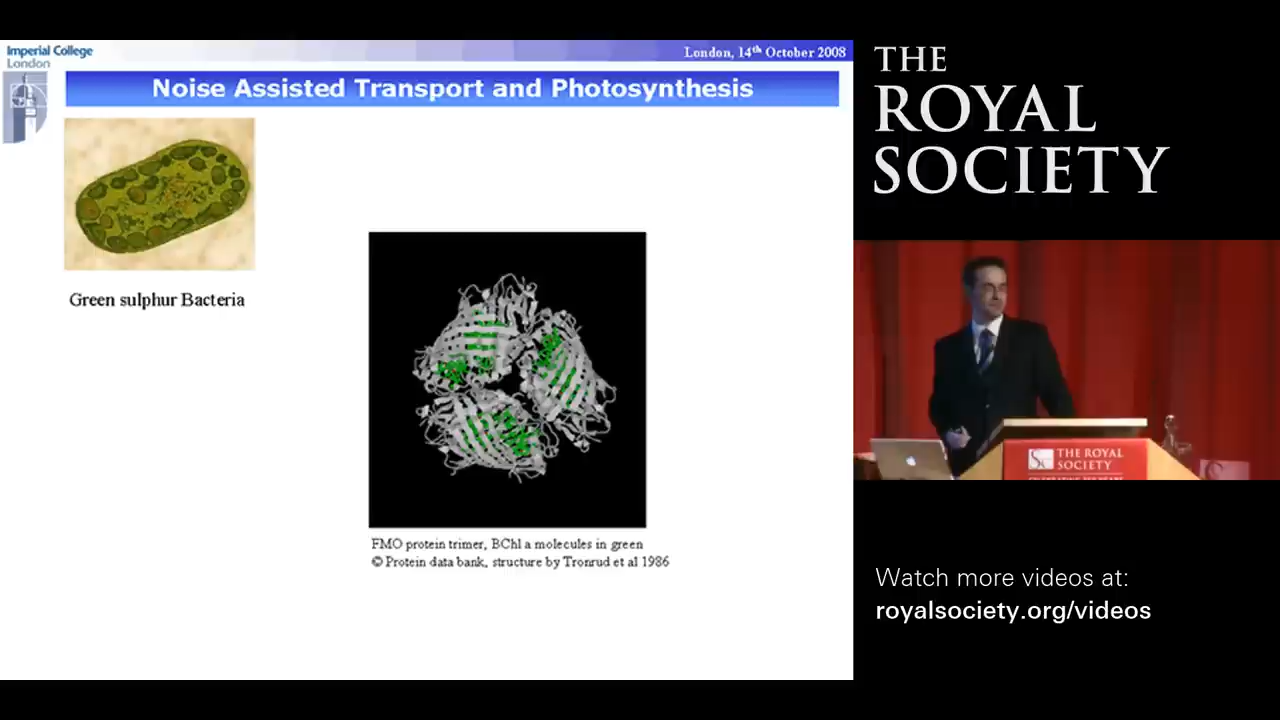 Imperial College
London
London, 14th October 2008
Noise Assisted Transport and Photosynthesis
Green sulphur Bacteria
FMO protein trimer, BChl a molecules in green
© Protein data bank, structure by Tronrud et al 1986
THE
ROYAL
SOCIETY
THE ROYAL
SOCIETY
Watch more videos at:
royalsociety.org/videos